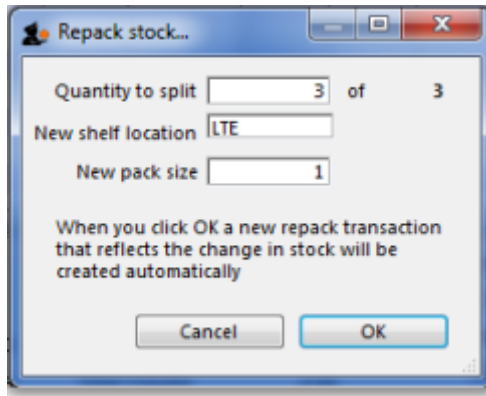 Repack stock...
Quantity to split 3 of 3
New shelf location LTE
New pack size 1
When you click OK a new repack transaction
that reflects the change in stock will be
created automatically
Cancel OK